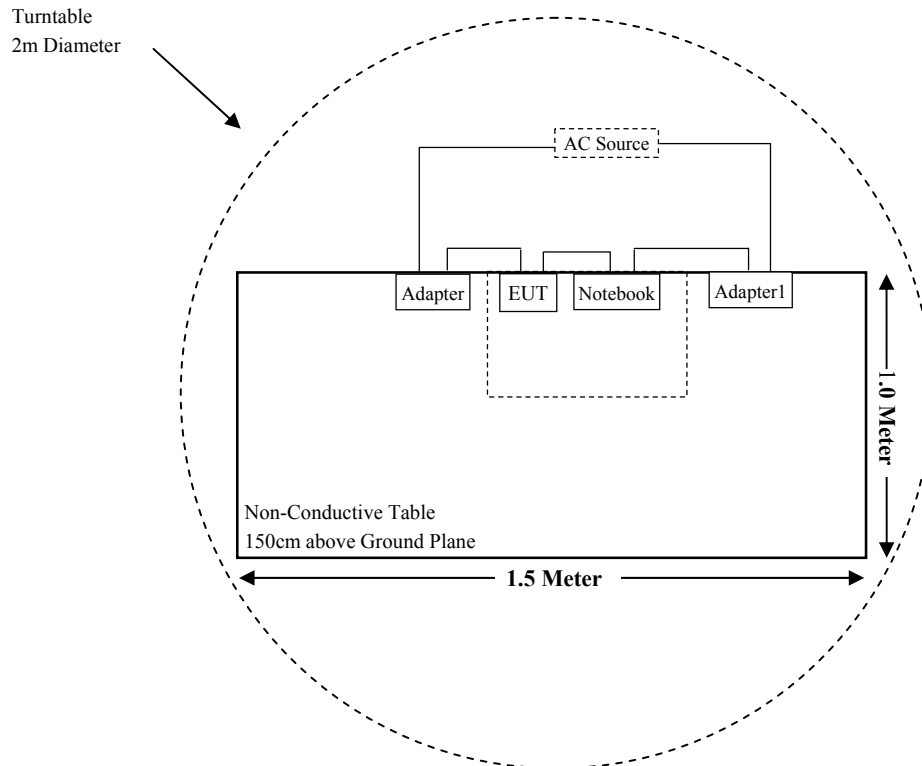 Turntable
2m Diameter
AC Source
Adapter
EUT
Notebook
Adapter1
1.0 Meter
Non-Conductive Table
150cm above Ground Plane
1.5 Meter